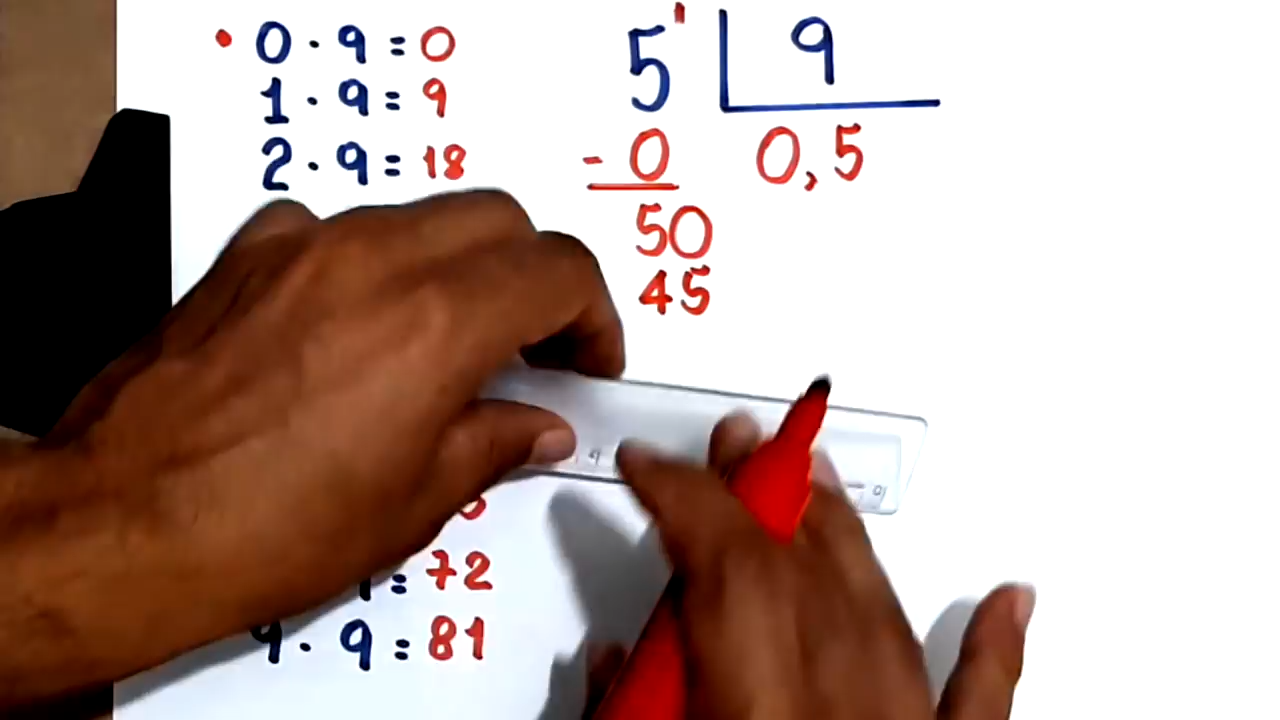 0 · 9 = 0
1 · 9 = 9
2 · 9 = 18
= 72
9 · 9 = 81
5' 9
- 0 0,5
50
45